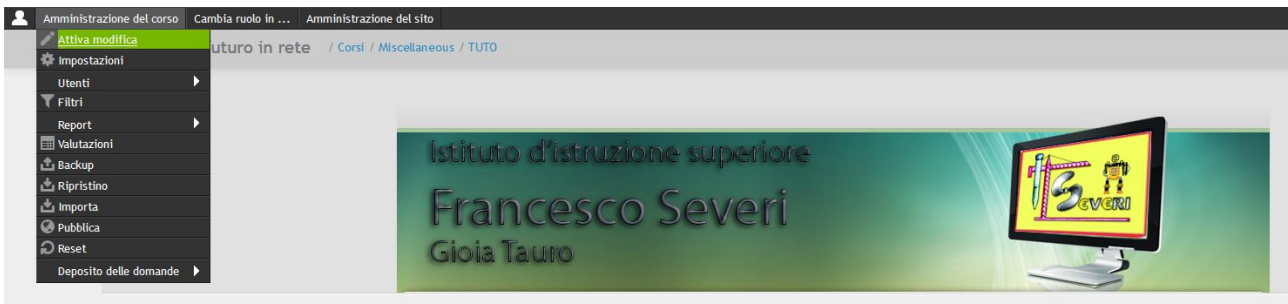 Amministrazione del corso Cambia ruolo in ... Amministrazione del sito
Attiva modifica
uturo in rete / Corsi / Miscellaneous / TUTO
Impostazioni
Utenti
Filtri
Report
Valutazioni
Backup
Ripristino
Importa
Pubblica
Reset
Deposito delle domande
Istituto d'istruzione superiore
Francesco Severi
Gioia Tauro
SEVERI